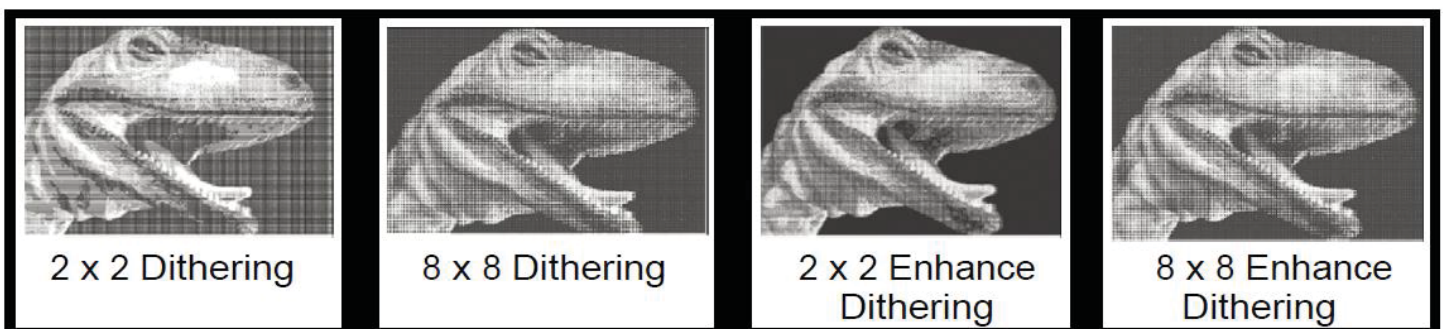 2 x 2 Dithering
8 x 8 Dithering
2 x 2 Enhance
Dithering
8 x 8 Enhance
Dithering